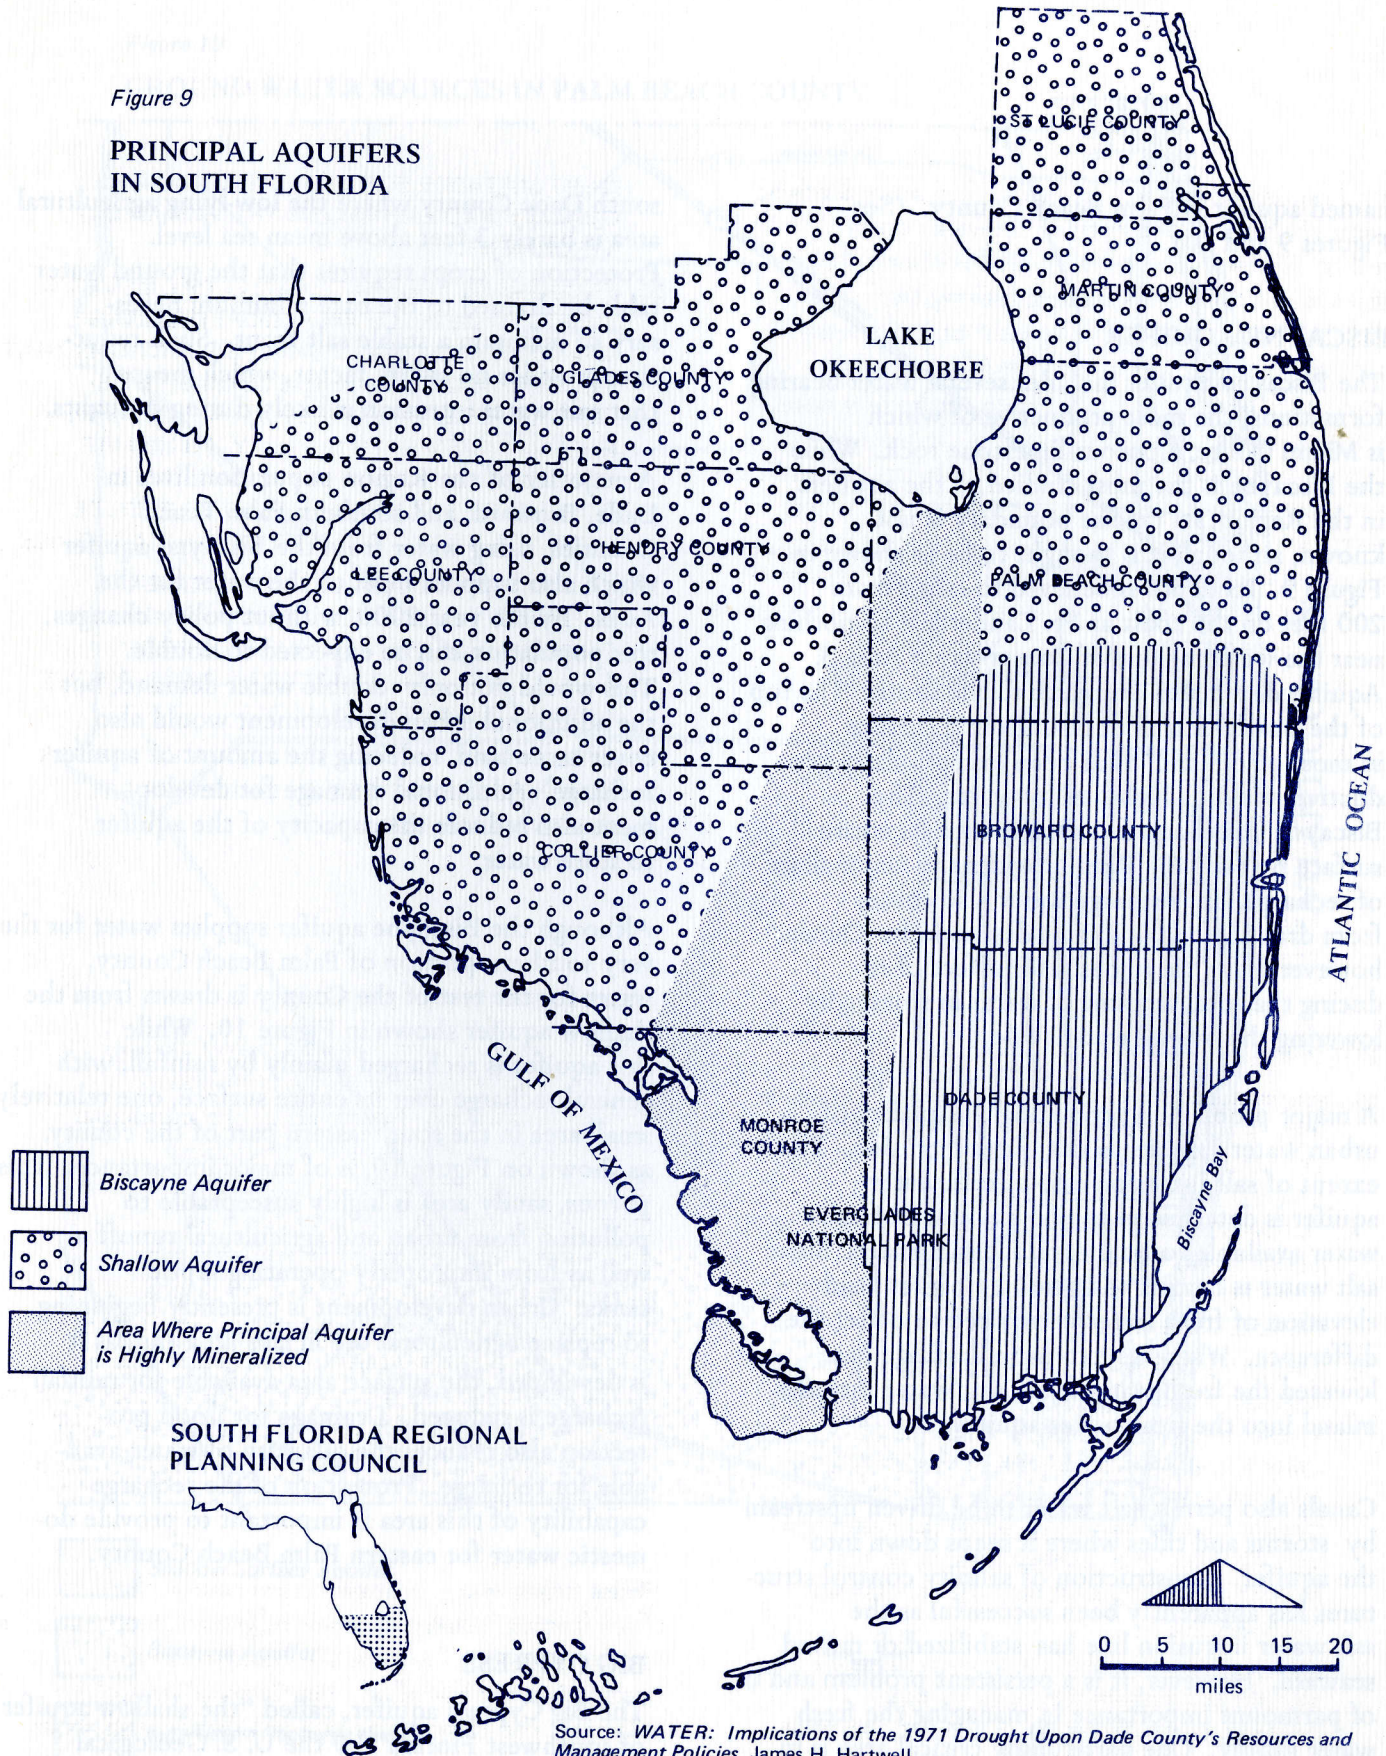 Figure 9
PRINCIPAL AQUIFERS
IN SOUTH FLORIDA
ST LUCIE COUNTY
MARTIN COUNTY
LAKE
OKEECHOBEE
CHARLOTTE
COUNTY
GLADES COUNTY
HENDRY COUNTY
LEE COUNTY
PALM BEACH COUNTY
BROWARD COUNTY
COLLIER COUNTY
ATLANTIC OCEAN
GULF OF MEXICO
DADE COUNTY
MONROE
COUNTY
EVERGLADES
NATIONAL PARK
Biscayne Bay
Biscayne Aquifer
Shallow Aquifer
Area Where Principal Aquifer
is Highly Mineralized
SOUTH FLORIDA REGIONAL
PLANNING COUNCIL
0 5 10 15 20
miles
Source: WATER: Implications of the 1971 Drought Upon Dade County's Resources and
Management Policies, James H. Hartwell